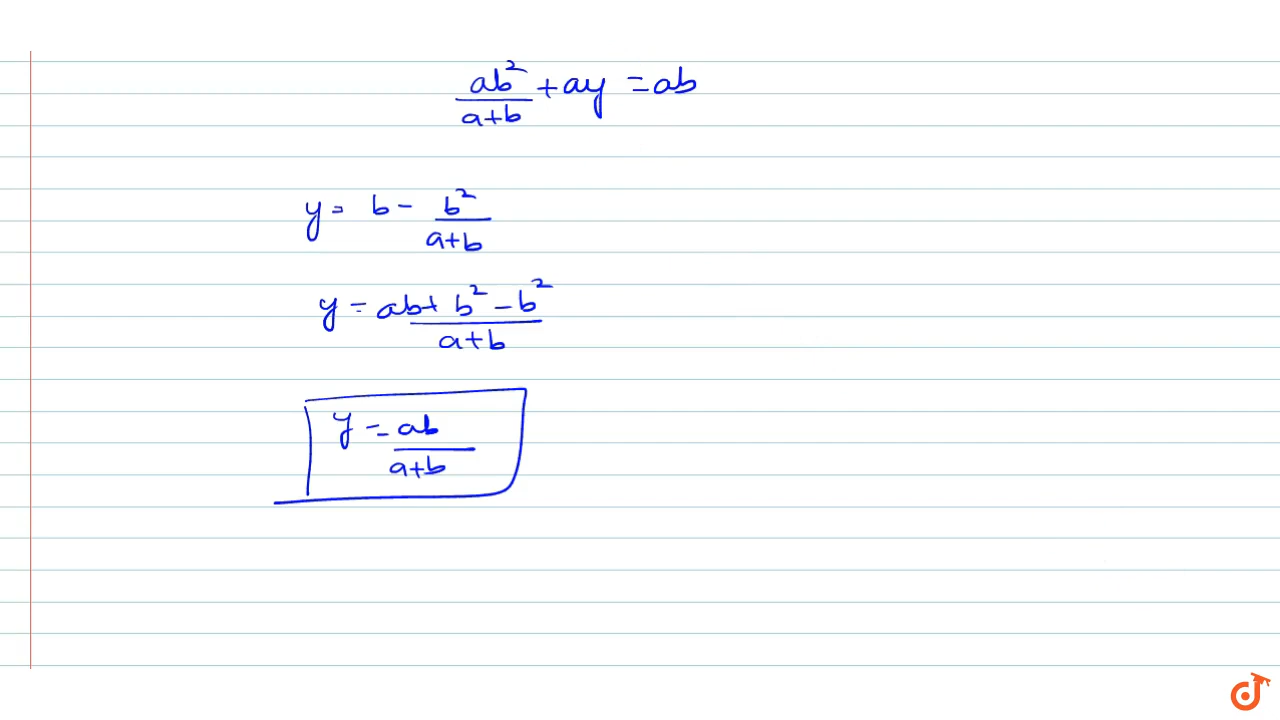 ab²/(a+b) + ay = ab
y = b - b²/(a+b)
y = (ab + b² - b²)/(a+b)
y = ab/(a+b)